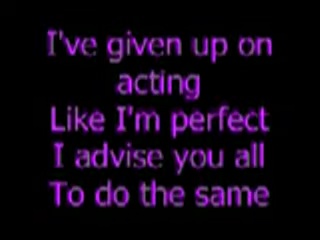 I've given up on
acting
Like I'm perfect
I advise you all
To do the same